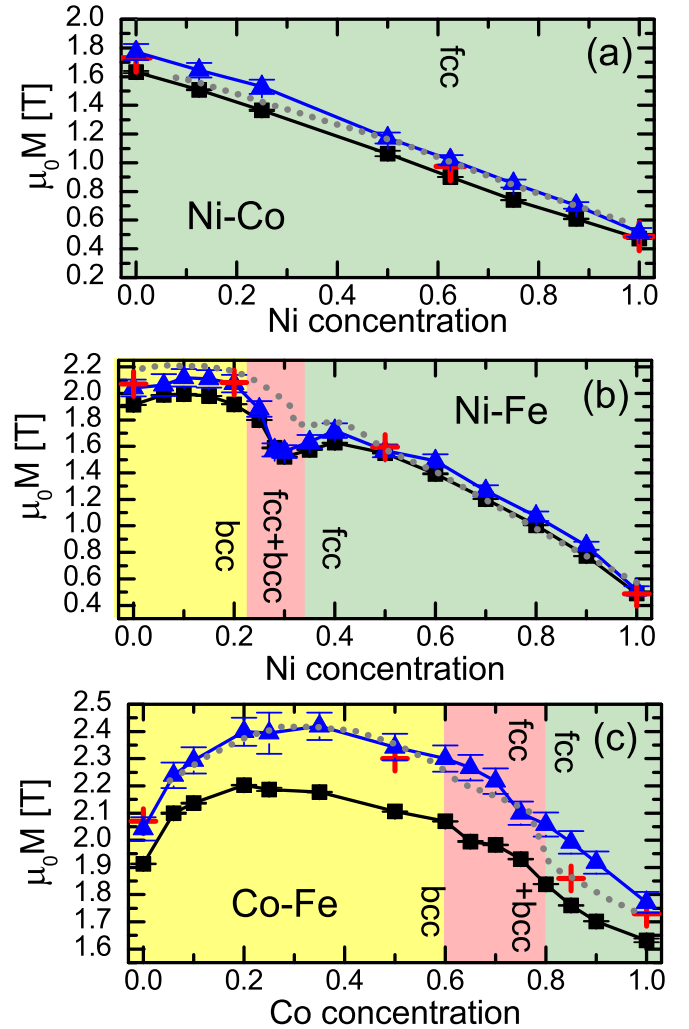 2.0
1.8
1.6
1.4
1.2
1.0
0.8
0.6
0.4
0.2
μ₀M [T]
fcc
(a)
Ni-Co
0.0 0.2 0.4 0.6 0.8 1.0
Ni concentration
2.2
2.0
1.8
1.6
1.4
1.2
1.0
0.8
0.6
0.4
μ₀M [T]
Ni-Fe
(b)
bcc
fcc+bcc
fcc
0.0 0.2 0.4 0.6 0.8 1.0
Ni concentration
2.5
2.4
2.3
2.2
2.1
2.0
1.9
1.8
1.7
1.6
μ₀M [T]
fcc
fcc
(c)
Co-Fe
bcc
+bcc
0.0 0.2 0.4 0.6 0.8 1.0
Co concentration